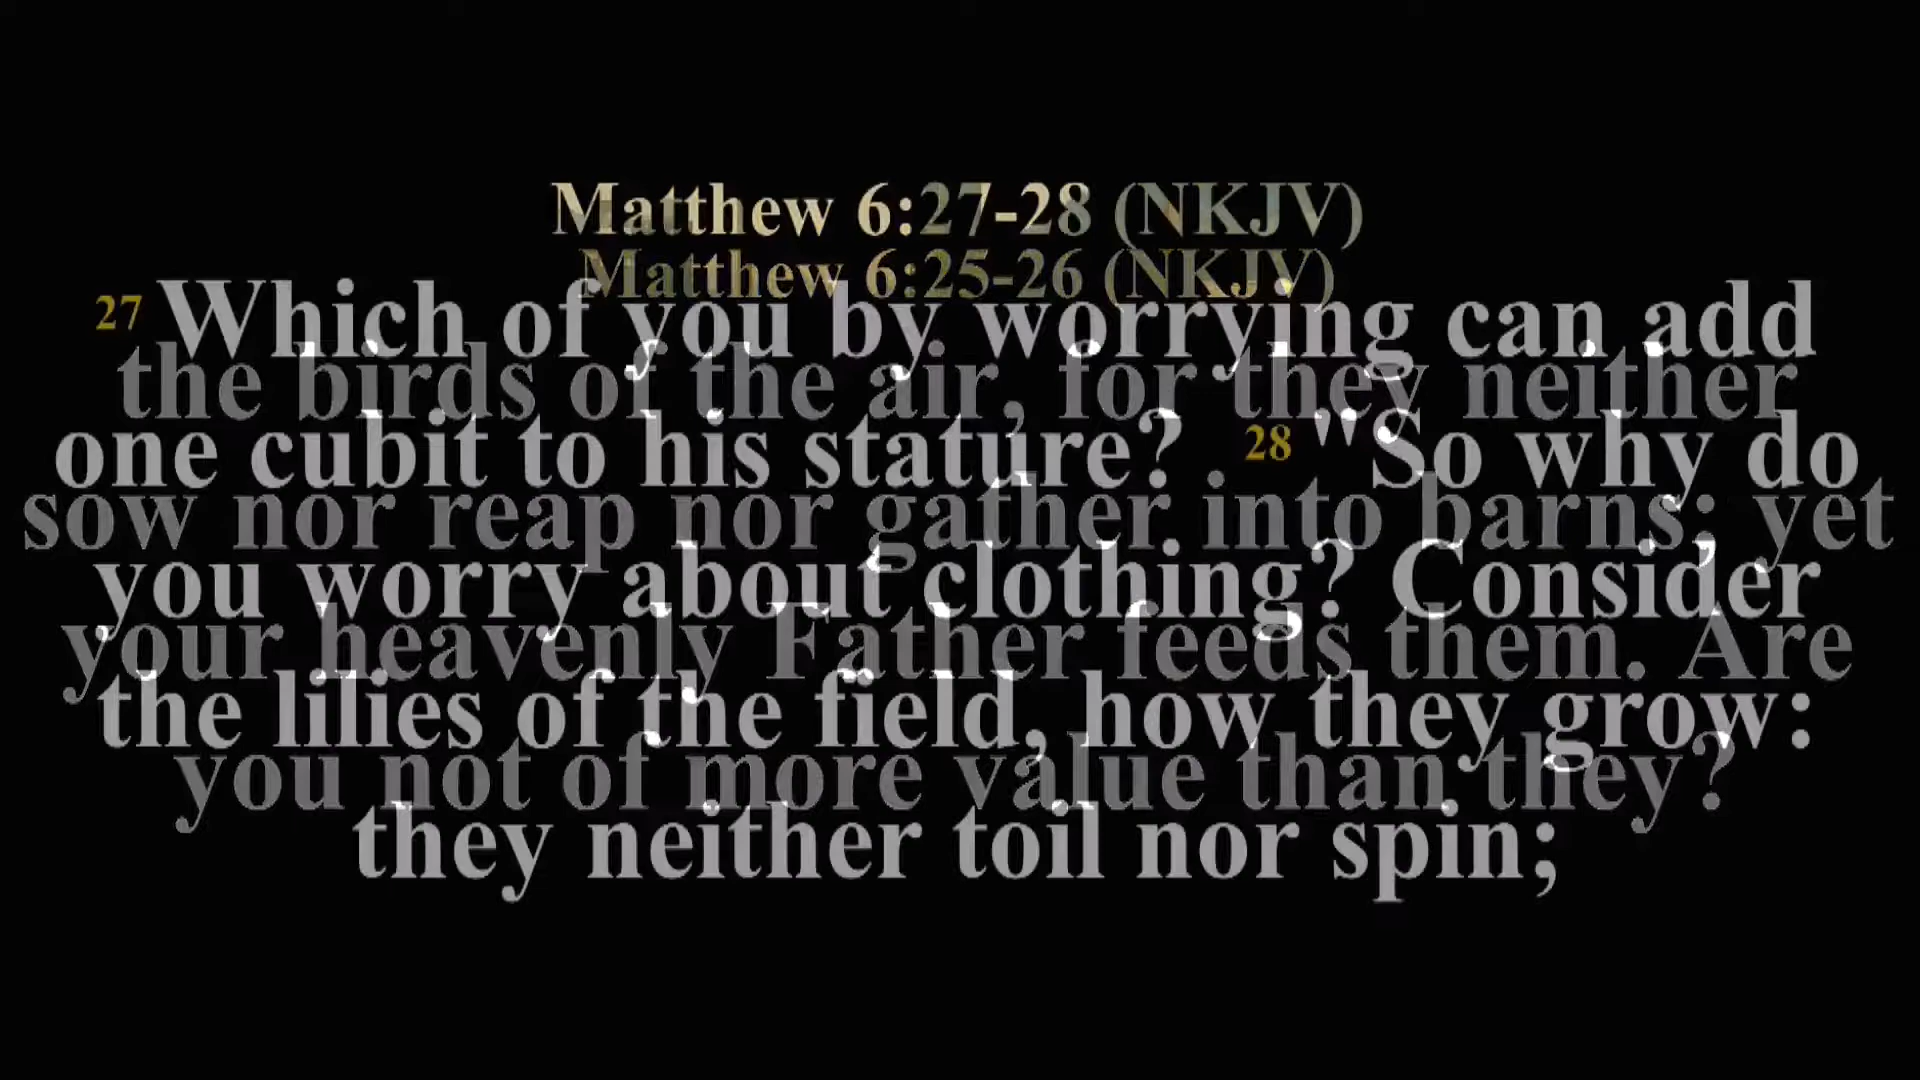 Matthew 6:27-28 (NKJV)
Matthew 6:25-26 (NKJV)
27 Which of you by worrying can add
the birds of the air, for they neither
one cubit to his stature? 28 "So why do
sow nor reap nor gather into barns; yet
you worry about clothing? Consider
your heavenly Father feeds them. Are
the lilies of the field, how they grow:
you not of more value than they?
they neither toil nor spin;